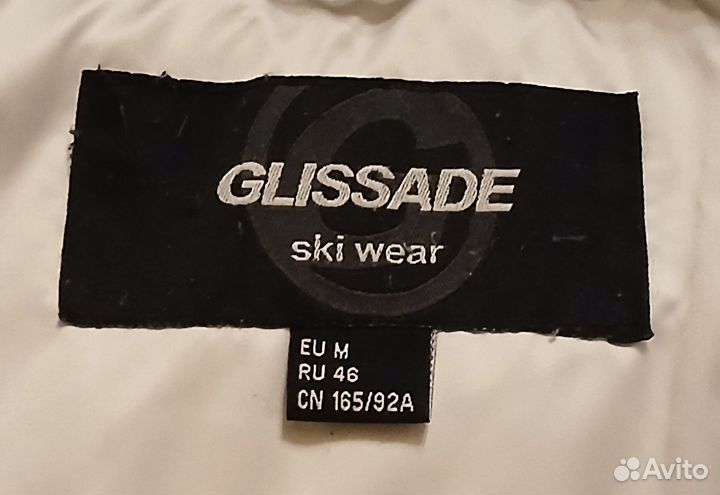 GLISSADE
ski wear
EU M
RU 46
CN 165/92A
Avito